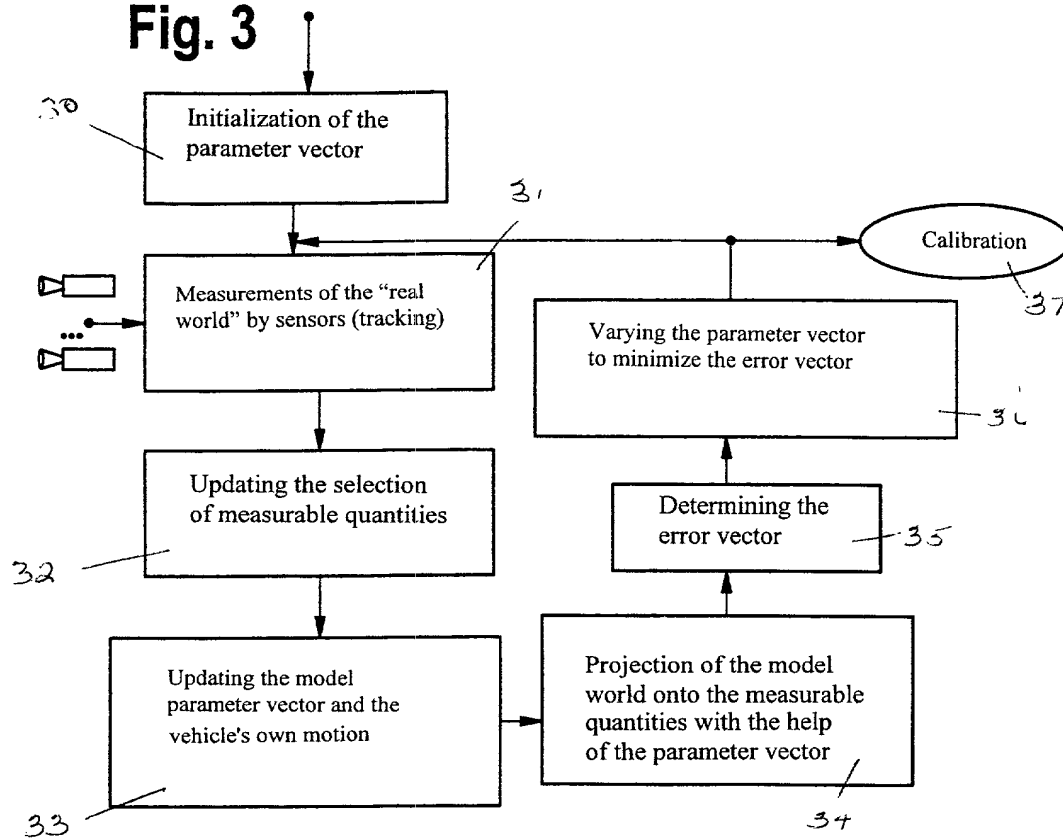 Fig. 3
30
Initialization of the
parameter vector
31
Measurements of the “real
world” by sensors (tracking)
Calibration
37
Varying the parameter vector
to minimize the error vector
Updating the selection
of measurable quantities
32
Determining the
error vector
35
Updating the model
parameter vector and the
vehicle's own motion
33
Projection of the model
world onto the measurable
quantities with the help
of the parameter vector
34